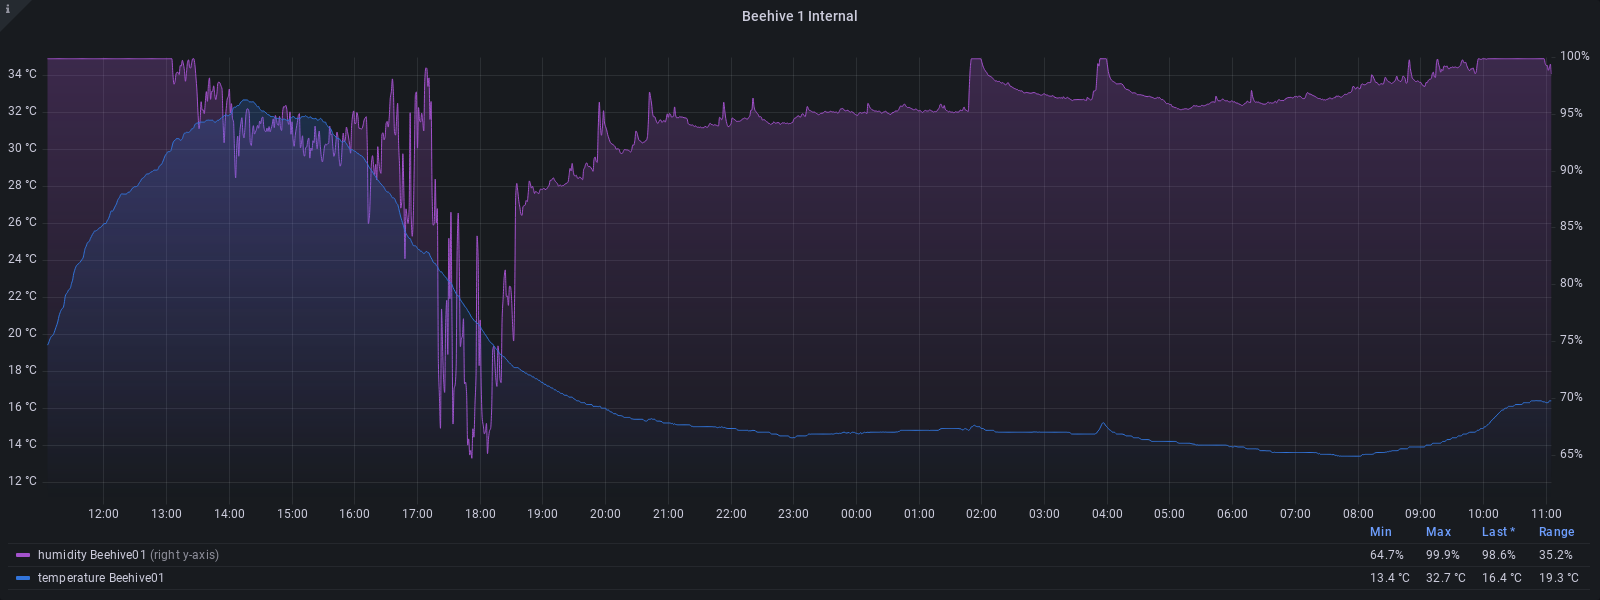 i
Beehive 1 Internal
34 °C
32 °C
30 °C
28 °C
26 °C
24 °C
22 °C
20 °C
18 °C
16 °C
14 °C
12 °C
100%
95%
90%
85%
80%
75%
70%
65%
12:00 13:00 14:00 15:00 16:00 17:00 18:00 19:00 20:00 21:00 22:00 23:00 00:00 01:00 02:00 03:00 04:00 05:00 06:00 07:00 08:00 09:00 10:00 11:00
Min Max Last * Range
humidity Beehive01 (right y-axis) 64.7% 99.9% 98.6% 35.2%
temperature Beehive01 13.4 °C 32.7 °C 16.4 °C 19.3 °C